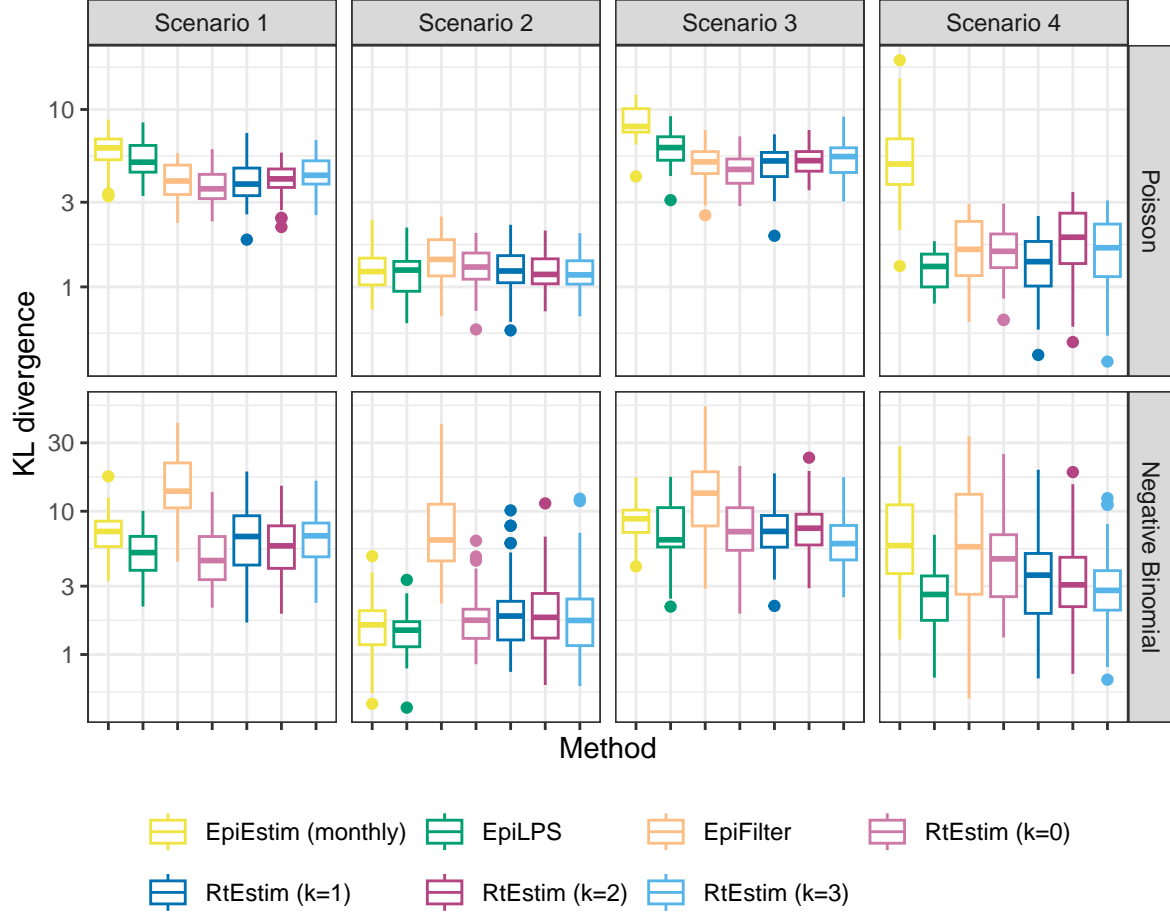 Scenario 1 Scenario 2 Scenario 3 Scenario 4
10
3
1
Poisson
KL divergence
30
10
3
1
Negative Binomial
Method
EpiEstim (monthly) EpiLPS EpiFilter RtEstim (k=0)
RtEstim (k=1) RtEstim (k=2) RtEstim (k=3)